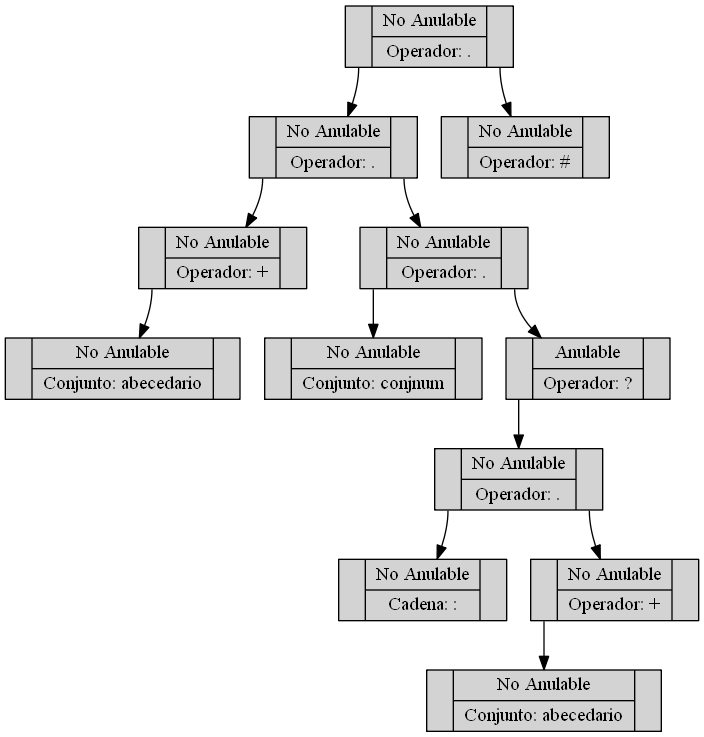 No Anulable
Operador: .
No Anulable
Operador: .
No Anulable
Operador: #
No Anulable
Operador: +
No Anulable
Operador: .
No Anulable
Conjunto: abecedario
No Anulable
Conjunto: conjnum
Anulable
Operador: ?
No Anulable
Operador: .
No Anulable
Cadena: :
No Anulable
Operador: +
No Anulable
Conjunto: abecedario